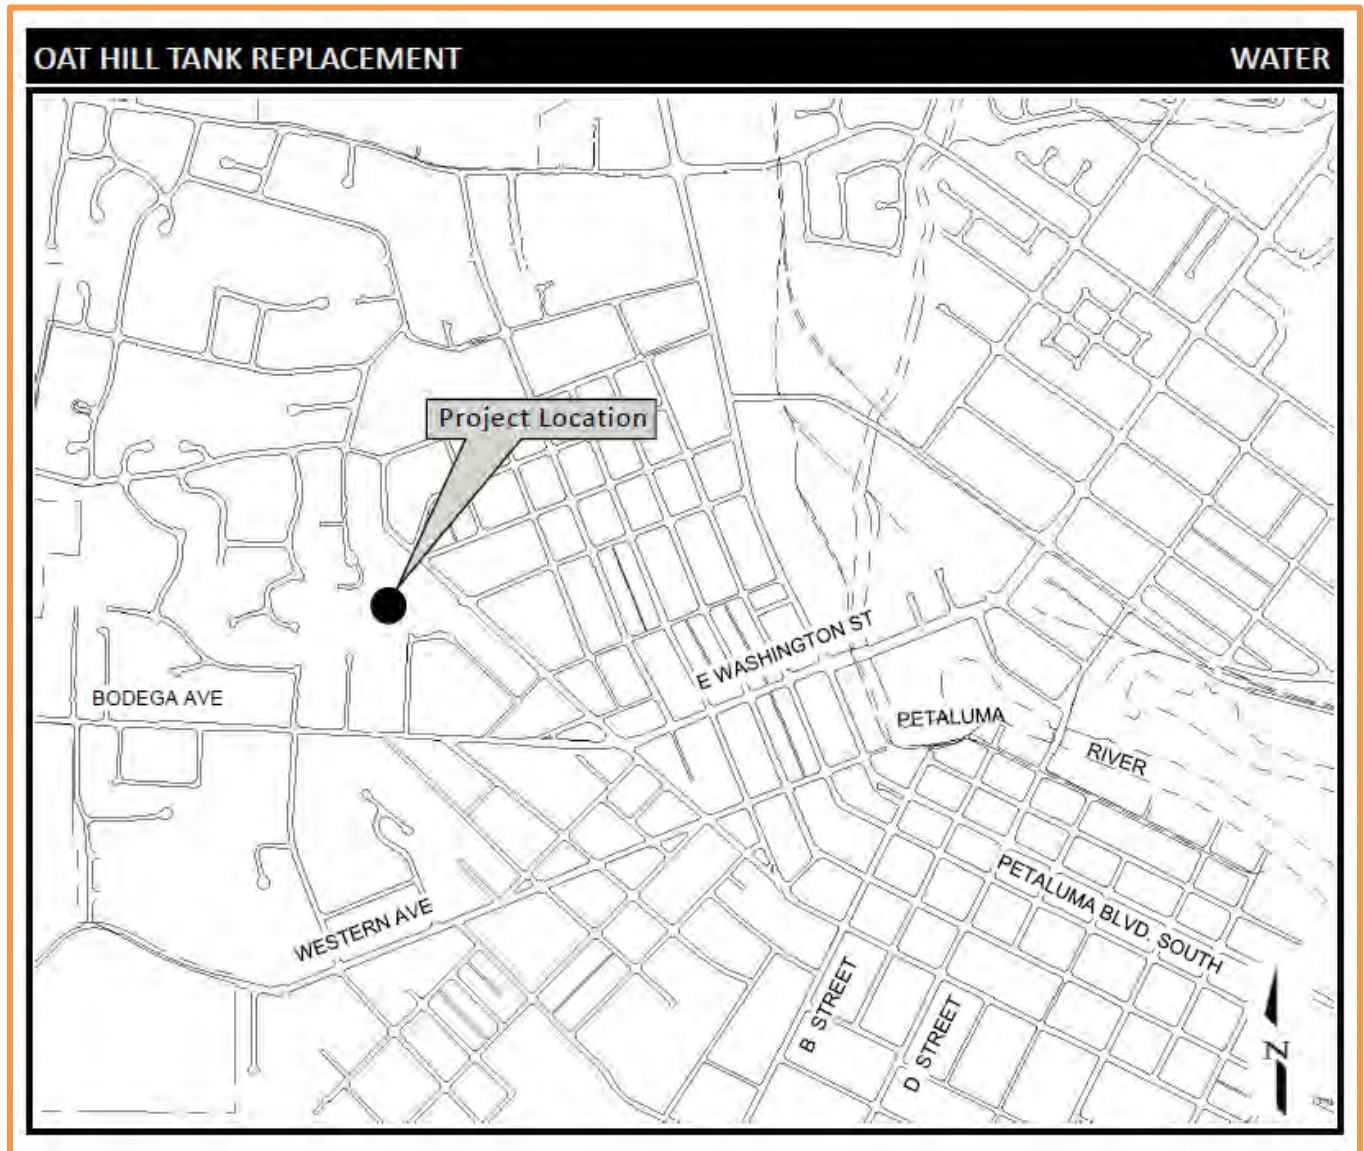 OAT HILL TANK REPLACEMENT WATER
Project Location
E WASHINGTON ST
BODEGA AVE
PETALUMA
RIVER
PETALUMA BLVD. SOUTH
WESTERN AVE
B STREET
D STREET
N